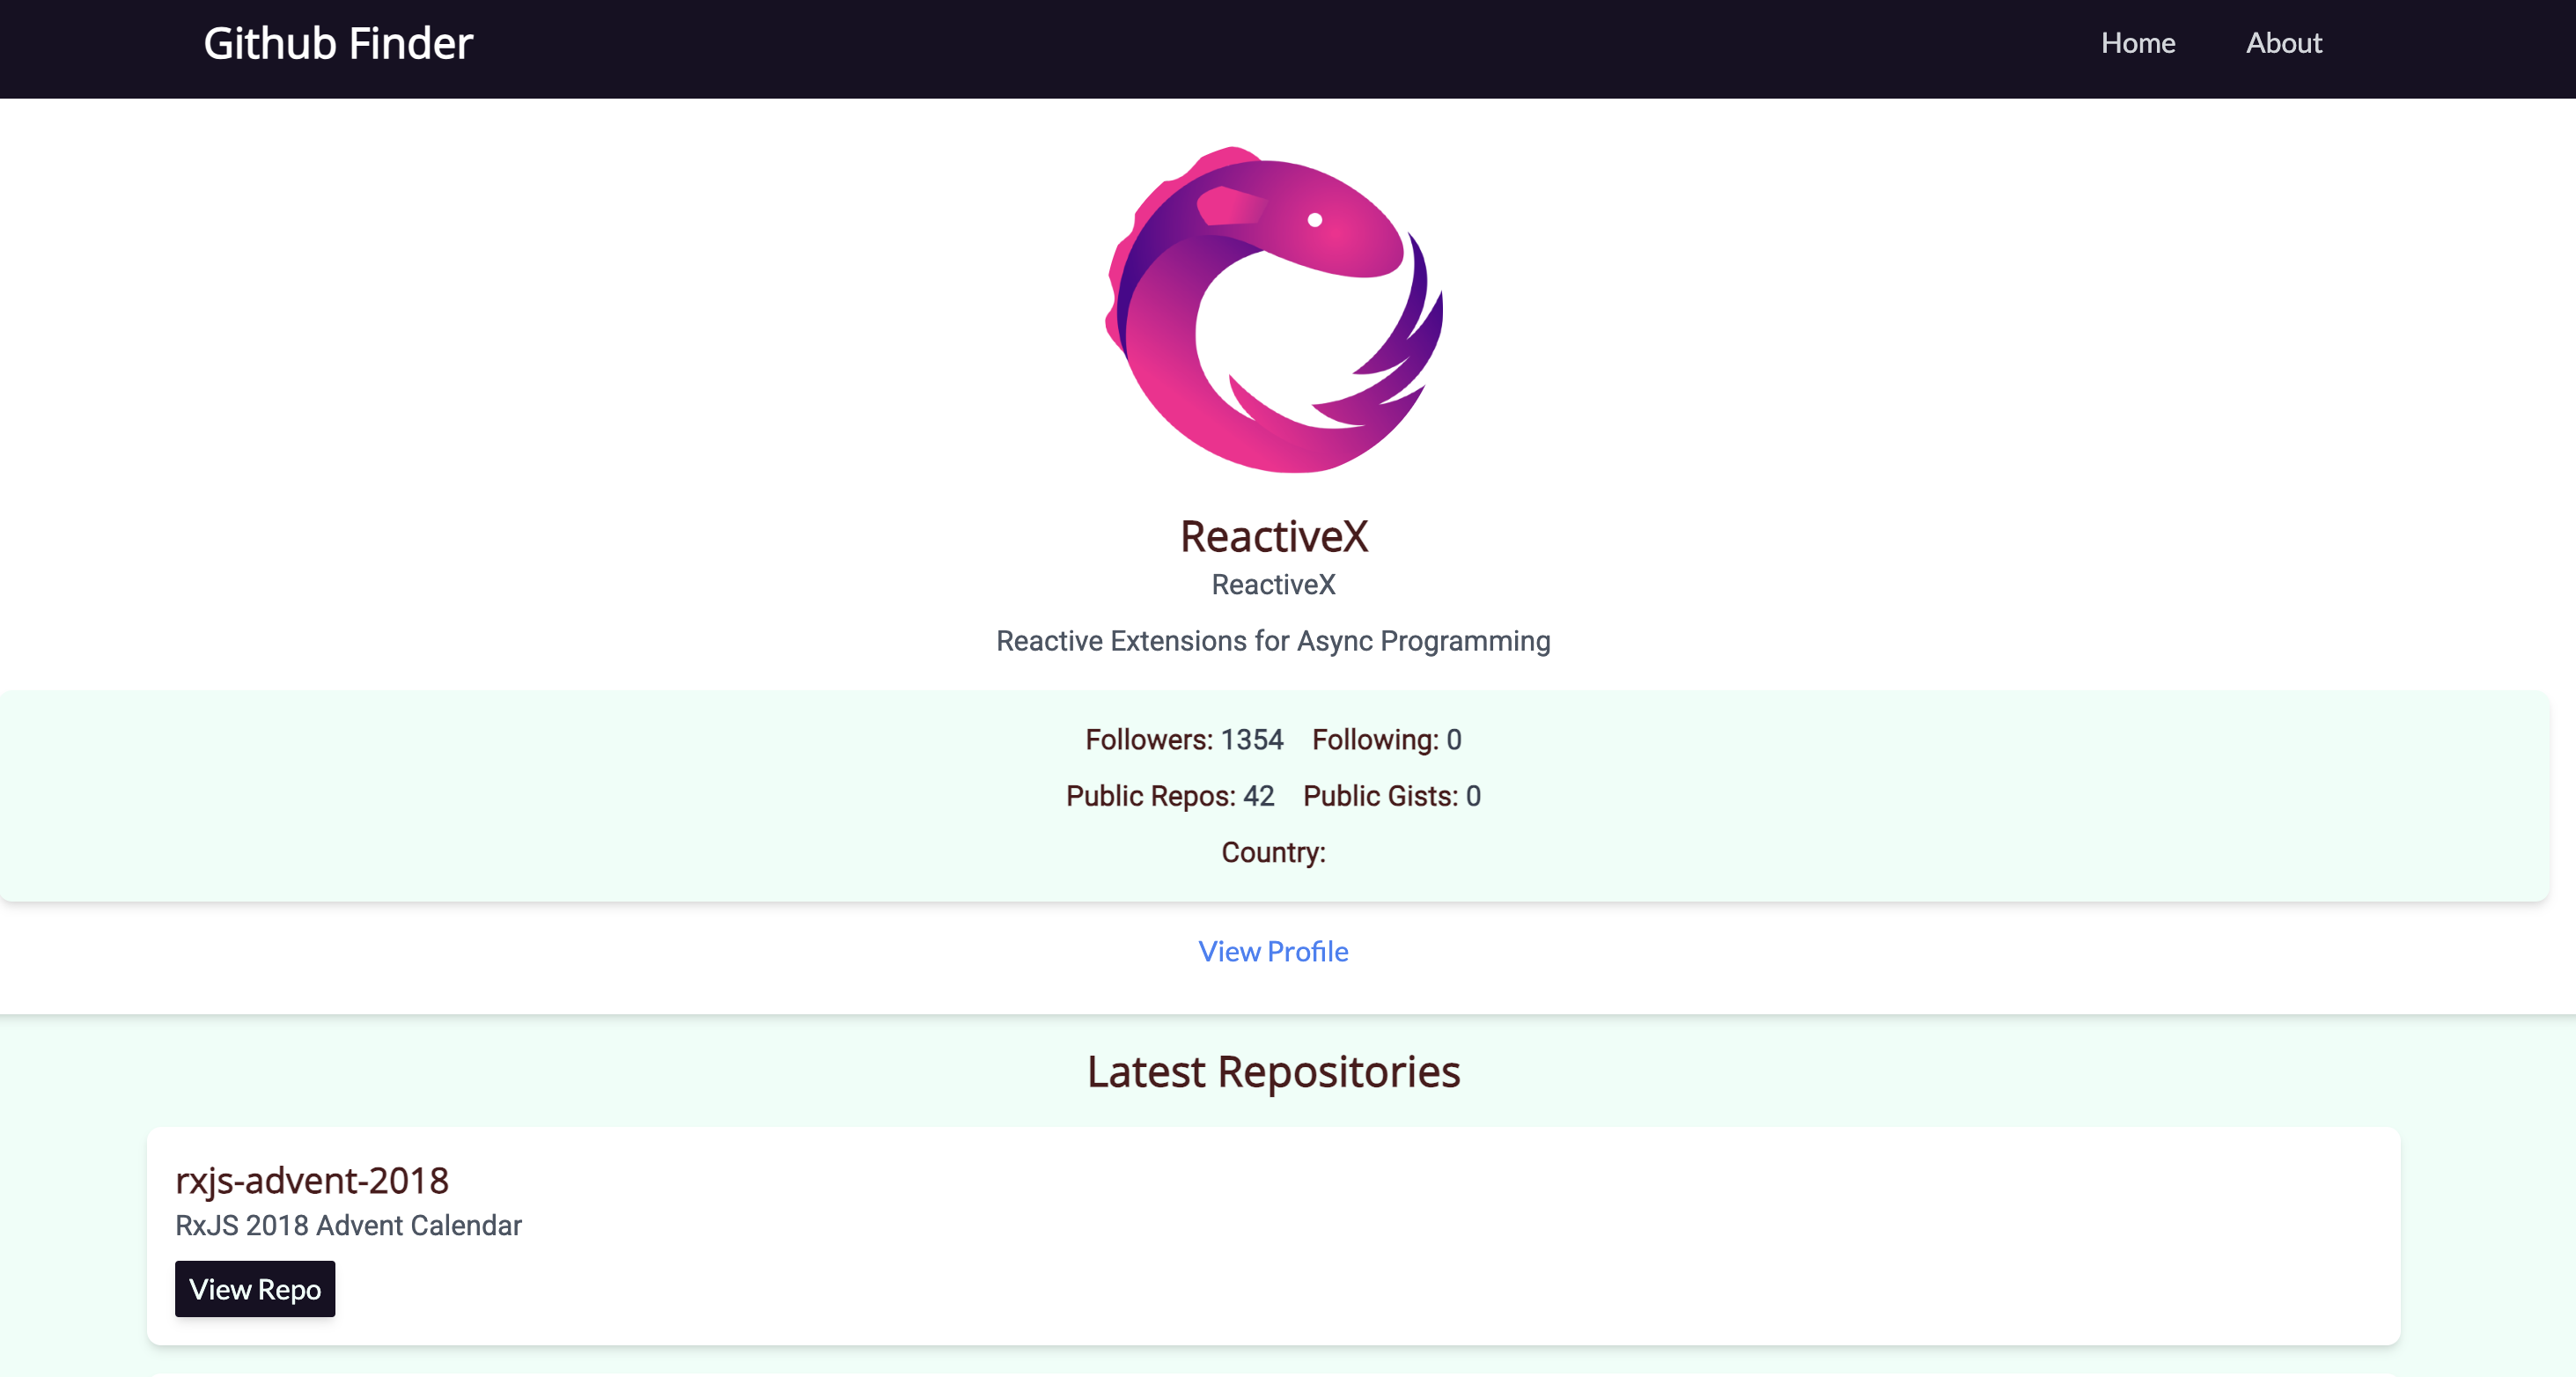 Github Finder Home About
ReactiveX
ReactiveX
Reactive Extensions for Async Programming
Followers: 1354 Following: 0
Public Repos: 42 Public Gists: 0
Country:
View Profile
Latest Repositories
rxjs-advent-2018
RxJS 2018 Advent Calendar
View Repo